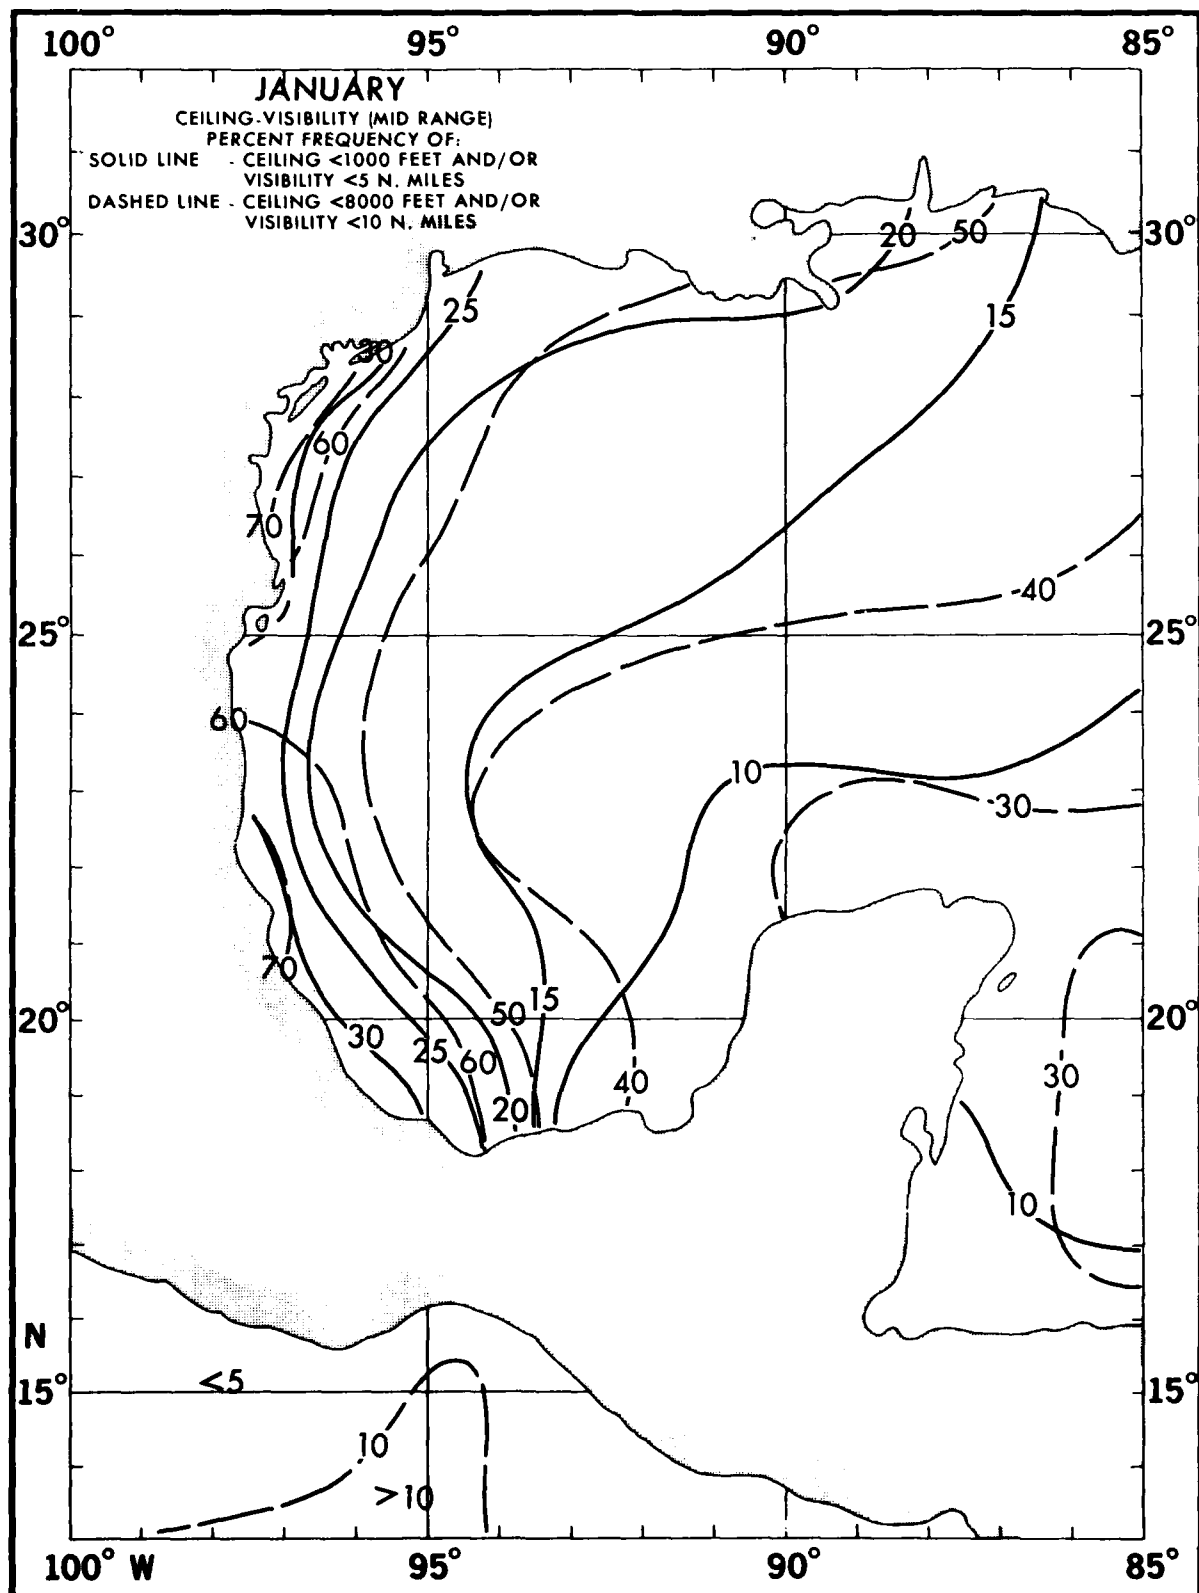 100° 95° 90° 85°
JANUARY
CEILING-VISIBILITY (MID RANGE)
PERCENT FREQUENCY OF:
SOLID LINE - CEILING <1000 FEET AND/OR
VISIBILITY <5 N. MILES
DASHED LINE - CEILING <8000 FEET AND/OR
VISIBILITY <10 N. MILES
30° 20 50 30°
25 15
30
60
70
40
25° 25°
60
10
30
70
15
50
20° 20°
30 25 60
40 30
20
10
N
<5
15° 15°
10
>10
100° W 95° 90° 85°